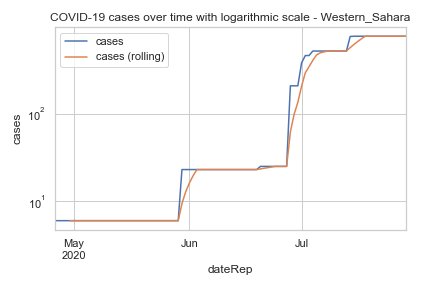 COVID-19 cases over time with logarithmic scale - Western_Sahara
cases
cases (rolling)
10²
10¹
cases
May
2020
Jun
Jul
dateRep